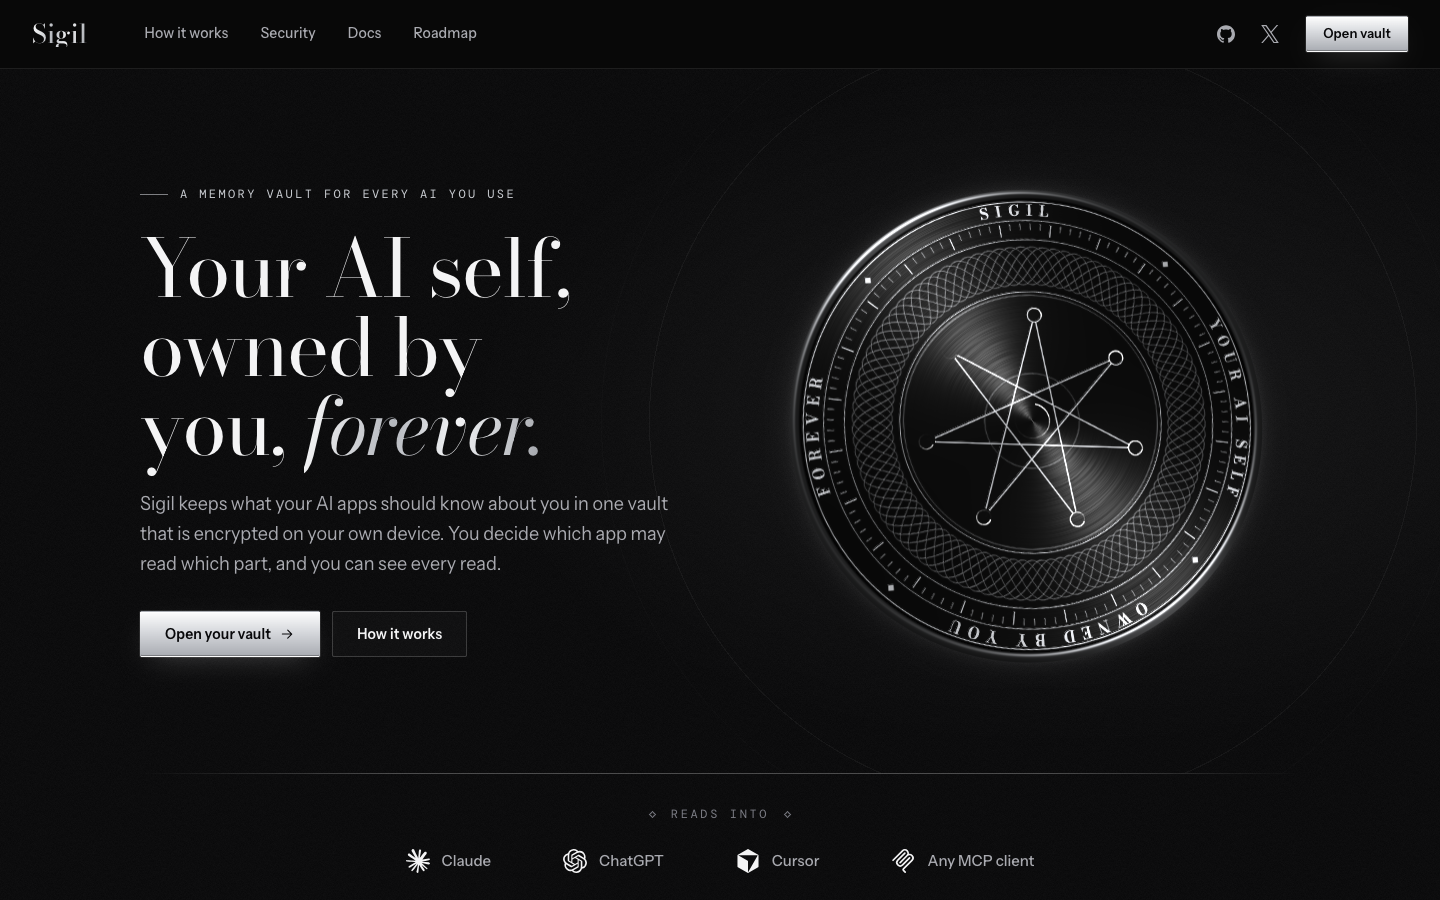 Sigil
How it works
Security
Docs
Roadmap
Open vault
A MEMORY VAULT FOR EVERY AI YOU USE
Your AI self,
owned by
you, forever.
Sigil keeps what your AI apps should know about you in one vault
that is encrypted on your own device. You decide which app may
read which part, and you can see every read.
Open your vault →
How it works
SIGIL
YOUR AI SELF
OWNED BY YOU
FOREVER
READS INTO
Claude
ChatGPT
Cursor
Any MCP client